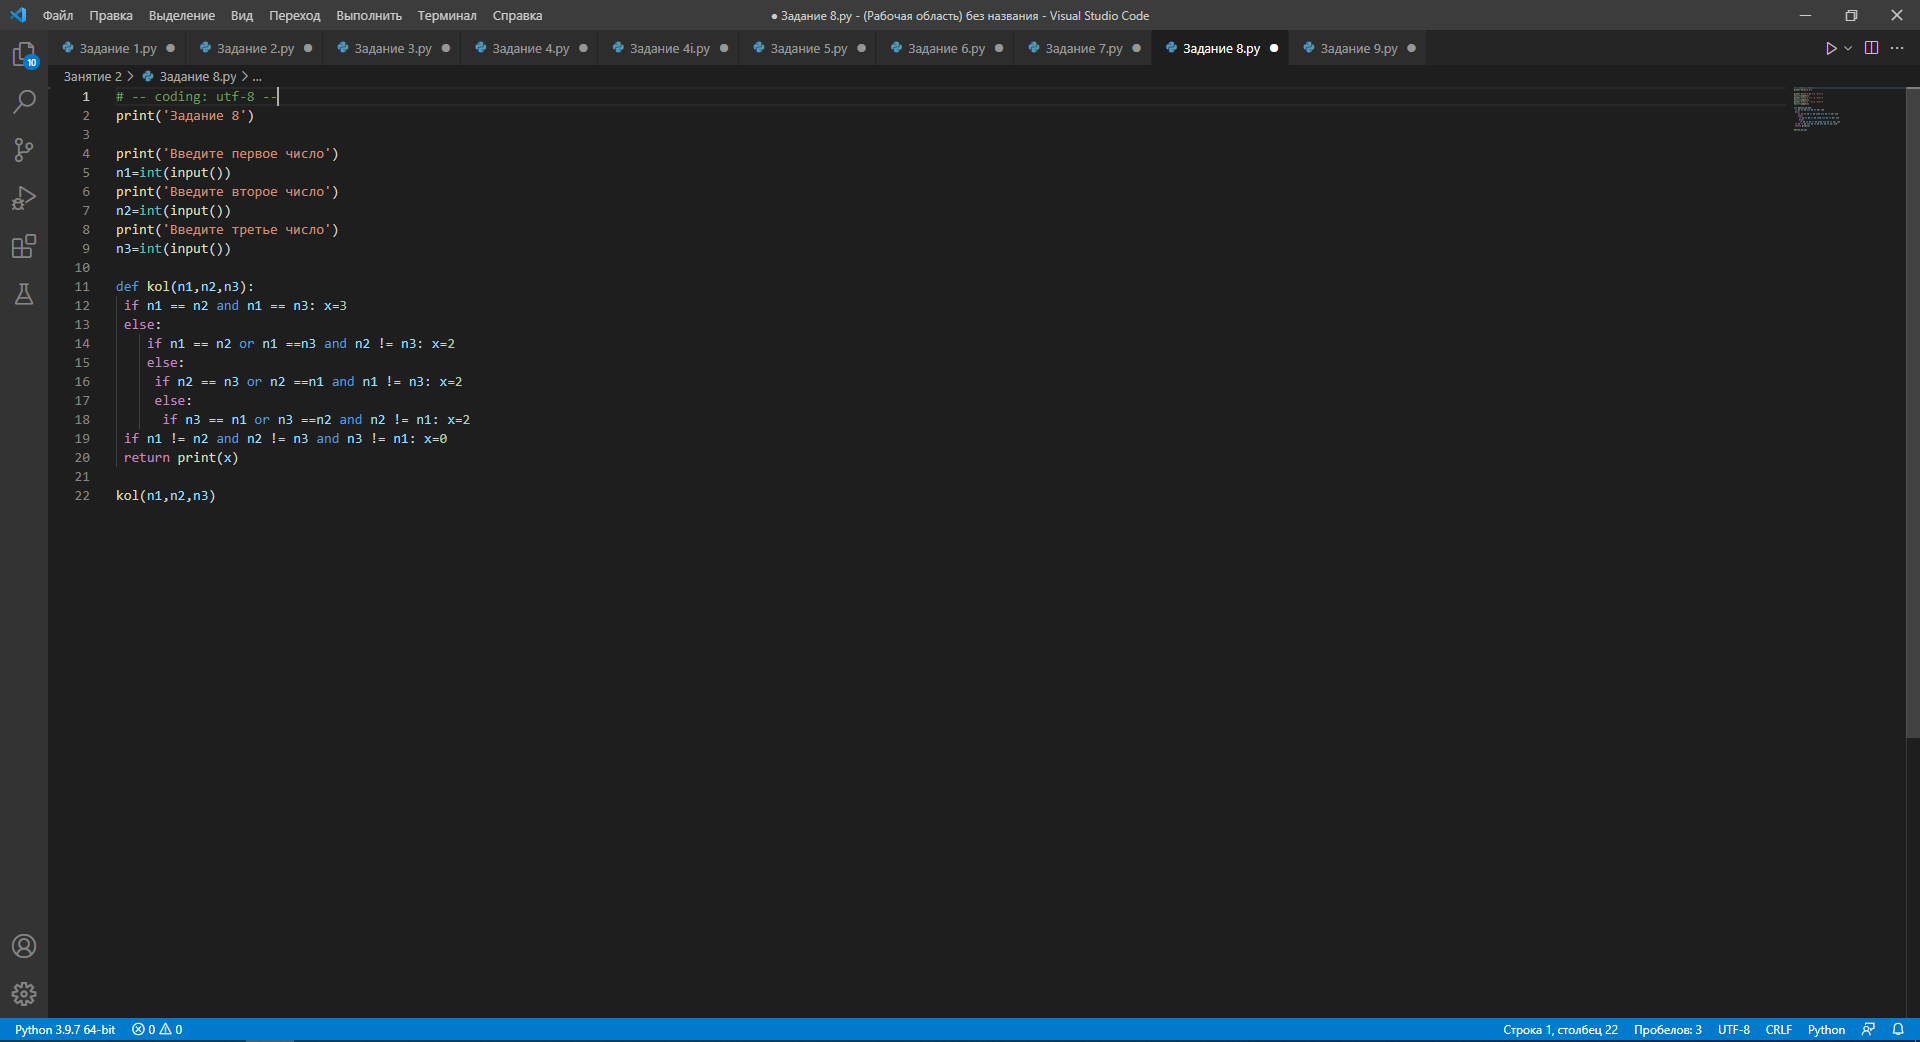 Файл Правка Выделение Вид Переход Выполнить Терминал Справка
● Задание 8.py - (Рабочая область) без названия - Visual Studio Code
Задание 1.py Задание 2.py Задание 3.py Задание 4.py Задание 4i.py Задание 5.py Задание 6.py Задание 7.py Задание 8.py Задание 9.py
10
Занятие 2 > Задание 8.py > ...
1 # -- coding: utf-8 --
2 print('Задание 8')
3
4 print('Введите первое число')
5 n1=int(input())
6 print('Введите второе число')
7 n2=int(input())
8 print('Введите третье число')
9 n3=int(input())
10
11 def kol(n1,n2,n3):
12 if n1 == n2 and n1 == n3: x=3
13 else:
14 if n1 == n2 or n1 ==n3 and n2 != n3: x=2
15 else:
16 if n2 == n3 or n2 ==n1 and n1 != n3: x=2
17 else:
18 if n3 == n1 or n3 ==n2 and n2 != n1: x=2
19 if n1 != n2 and n2 != n3 and n3 != n1: x=0
20 return print(x)
21
22 kol(n1,n2,n3)
Python 3.9.7 64-bit 0 0 Строка 1, столбец 22 Пробелов: 3 UTF-8 CRLF Python